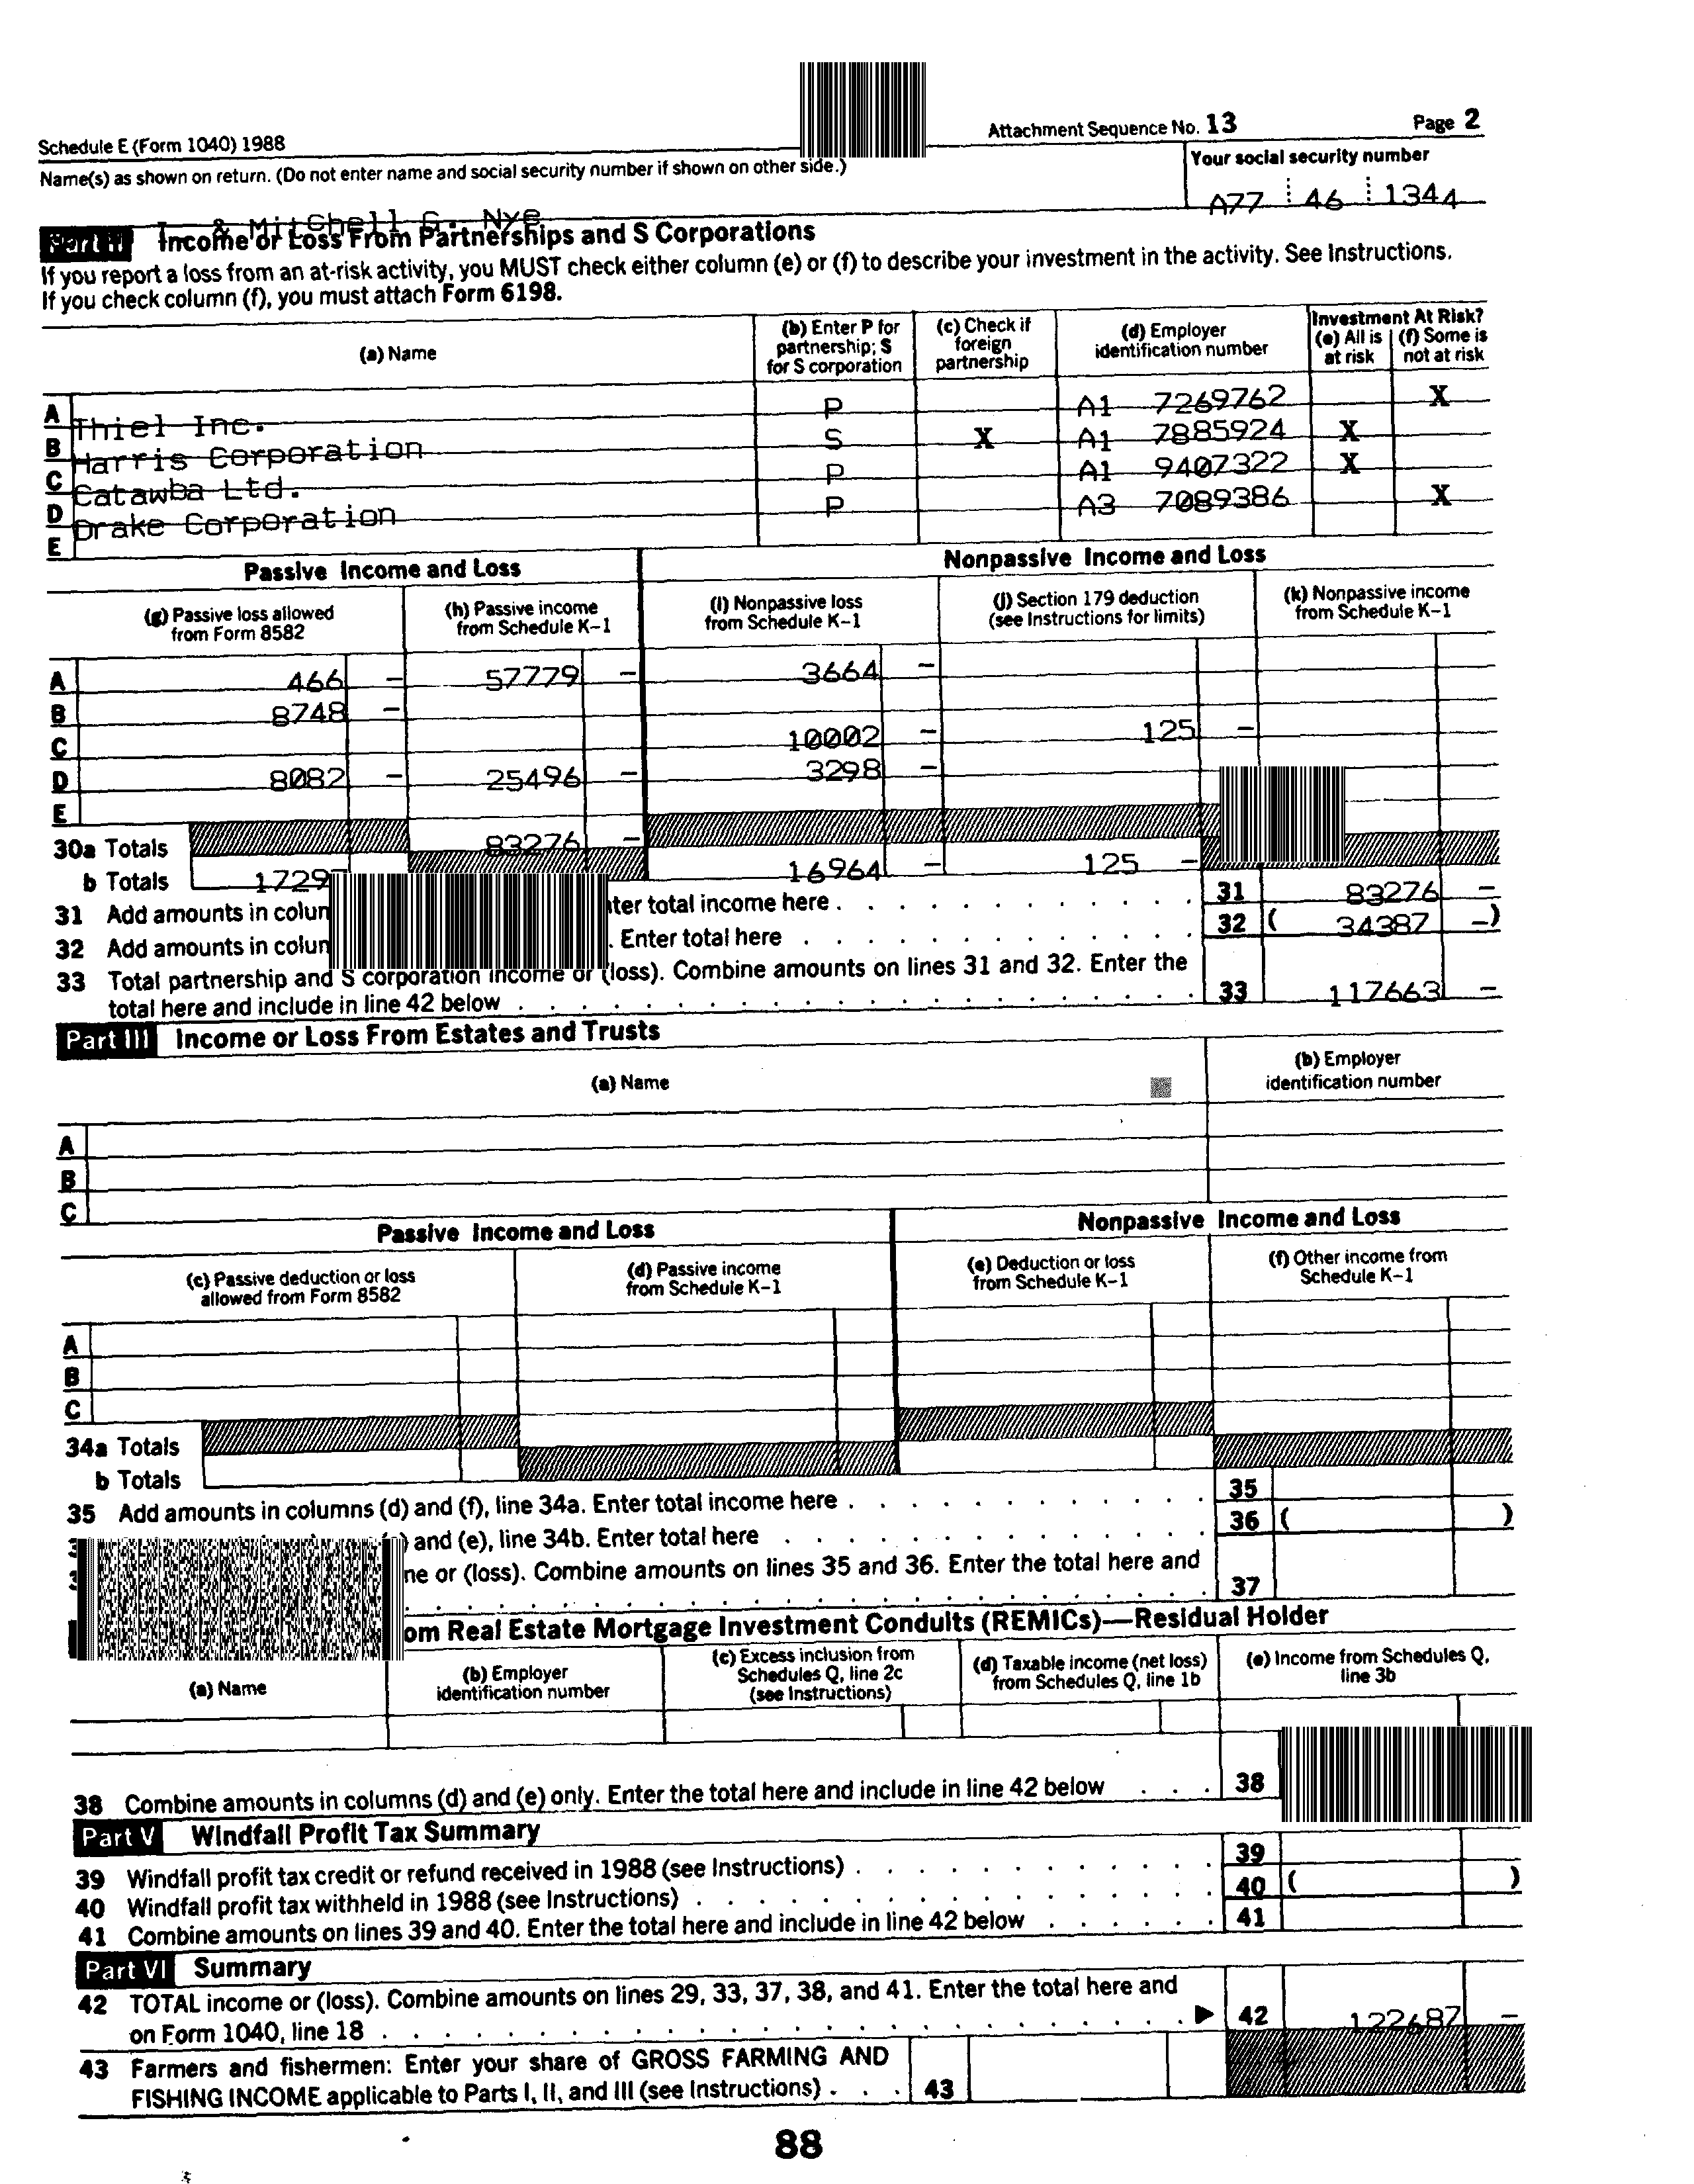 Schedule E (Form 1040) 1988 Attachment Sequence No. 13 Page 2
Name(s) as shown on return. (Do not enter name and social security number if shown on other side.) Your social security number
& Mitchell G. Nye A77 46 1344
Part II Income or Loss From Partnerships and S Corporations
If you report a loss from an at-risk activity, you MUST check either column (e) or (f) to describe your investment in the activity. See Instructions.
If you check column (f), you must attach Form 6198.
(a) Name (b) Enter P for partnership; S for S corporation (c) Check if foreign partnership (d) Employer identification number Investment At Risk? (e) All is at risk (f) Some is not at risk
A Thiel Inc. P A1 7269762 X
B Harris Corporation S X A1 7885924 X
C Catawba Ltd. P A1 9407322 X
D Drake Corporation P A3 7089386 X
E
Passive Income and Loss Nonpassive Income and Loss
(g) Passive loss allowed from Form 8582 (h) Passive income from Schedule K-1 (i) Nonpassive loss from Schedule K-1 (j) Section 179 deduction (see Instructions for limits) (k) Nonpassive income from Schedule K-1
A 466 - 57779 - 3664 -
B 8748 -
C 10002 - 125 -
D 8082 - 25496 - 3298 -
E
30a Totals 83276 -
b Totals 1729 16964 - 125 -
31 Add amounts in total income here . 31 83276 -
32 Add amounts in . Enter total here 32 ( 34387 -)
33 Total partnership and S corporation income or (loss). Combine amounts on lines 31 and 32. Enter the
total here and include in line 42 below 33 117663 -
Part III Income or Loss From Estates and Trusts
(a) Name (b) Employer identification number
A
B
C
Passive Income and Loss Nonpassive Income and Loss
(c) Passive deduction or loss allowed from Form 8582 (d) Passive income from Schedule K-1 (e) Deduction or loss from Schedule K-1 (f) Other income from Schedule K-1
A
B
C
34a Totals
b Totals
35 Add amounts in columns (d) and (f), line 34a. Enter total income here . 35
and (e), line 34b. Enter total here 36 ( )
or (loss). Combine amounts on lines 35 and 36. Enter the total here and
37
Real Estate Mortgage Investment Conduits (REMICs)—Residual Holder
(a) Name (b) Employer identification number (c) Excess inclusion from Schedules Q, line 2c (see Instructions) (d) Taxable income (net loss) from Schedules Q, line 1b (e) Income from Schedules Q, line 3b
38 Combine amounts in columns (d) and (e) only. Enter the total here and include in line 42 below 38
Part V Windfall Profit Tax Summary
39 Windfall profit tax credit or refund received in 1988 (see Instructions) . 39
40 Windfall profit tax withheld in 1988 (see Instructions) . 40 ( )
41 Combine amounts on lines 39 and 40. Enter the total here and include in line 42 below 41
Part VI Summary
42 TOTAL income or (loss). Combine amounts on lines 29, 33, 37, 38, and 41. Enter the total here and
on Form 1040, line 18 ▶ 42 122687 -
43 Farmers and fishermen: Enter your share of GROSS FARMING AND
FISHING INCOME applicable to Parts I, II, and III (see Instructions) . 43
88